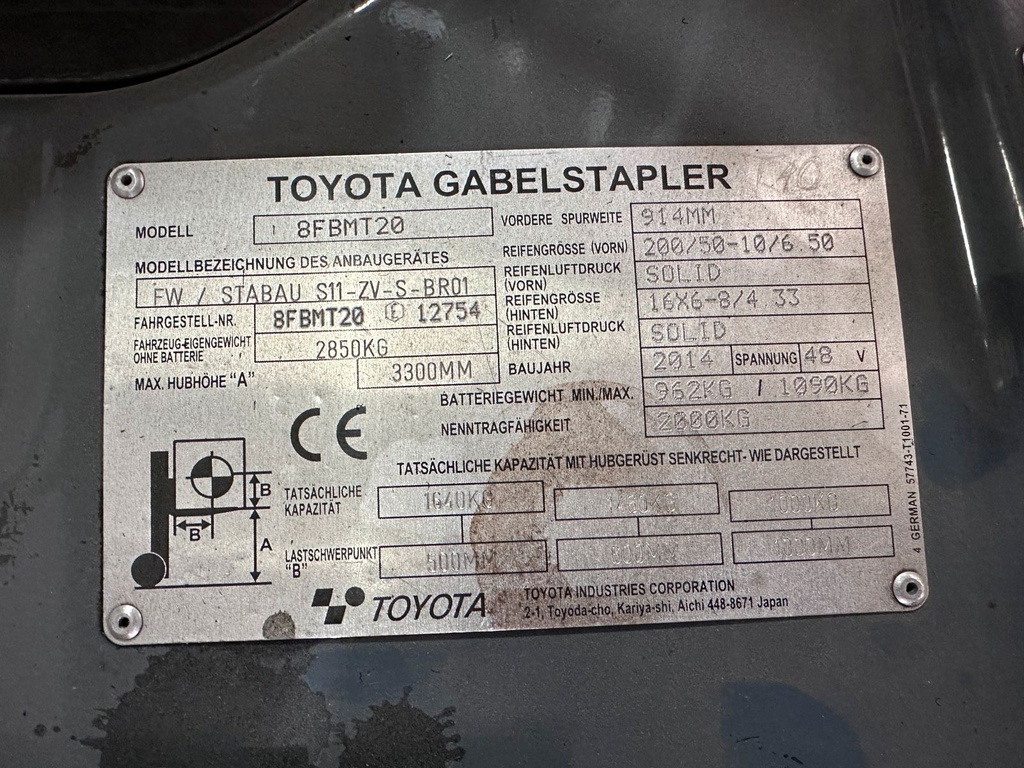 TOYOTA GABELSTAPLER
MODELL 8FBMT20
MODELLBEZEICHNUNG DES ANBAUGERÄTES
FW / STABAU S11-ZV-S-BR01
FAHRGESTELL-NR. 8FBMT20 Ⓔ 12754
FAHRZEUG-EIGENGEWICHT OHNE BATTERIE 2850KG
MAX. HUBHÖHE "A" 3300MM
VORDERE SPURWEITE 914MM
REIFENGRÖSSE (VORN) 200/50-10/6.50
REIFENLUFTDRUCK (VORN) SOLID
REIFENGRÖSSE (HINTEN) 16X6-8/4.33
REIFENLUFTDRUCK (HINTEN) SOLID
BAUJAHR 2014 SPANNUNG 48 V
BATTERIEGEWICHT MIN./MAX. 962KG / 1090KG
NENNTRAGFÄHIGKEIT 2000KG
CE
TATSÄCHLICHE KAPAZITÄT MIT HUBGERÜST SENKRECHT- WIE DARGESTELLT
TATSÄCHLICHE KAPAZITÄT 1640KG
LASTSCHWERPUNKT "B" 500MM
B
B
A
TOYOTA
TOYOTA INDUSTRIES CORPORATION
2-1, Toyoda-cho, Kariya-shi, Aichi 448-8671 Japan
4 GERMAN 57743-T1001-71